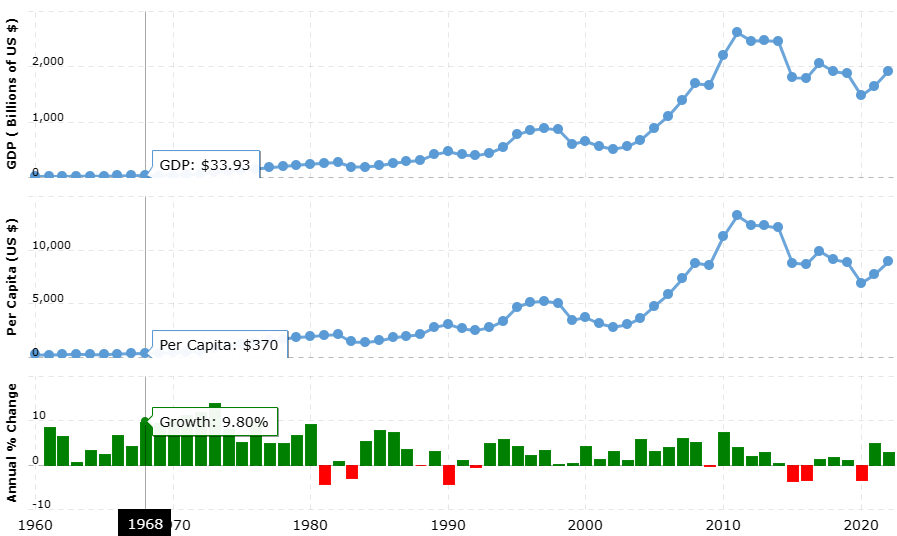 GDP ( Billions of US $)
2,000
1,000
0
GDP: $33.93
Per Capita (US $)
10,000
5,000
0
Per Capita: $370
Annual % Change
10
0
-10
Growth: 9.80%
1960
1968
70
1980
1990
2000
2010
2020